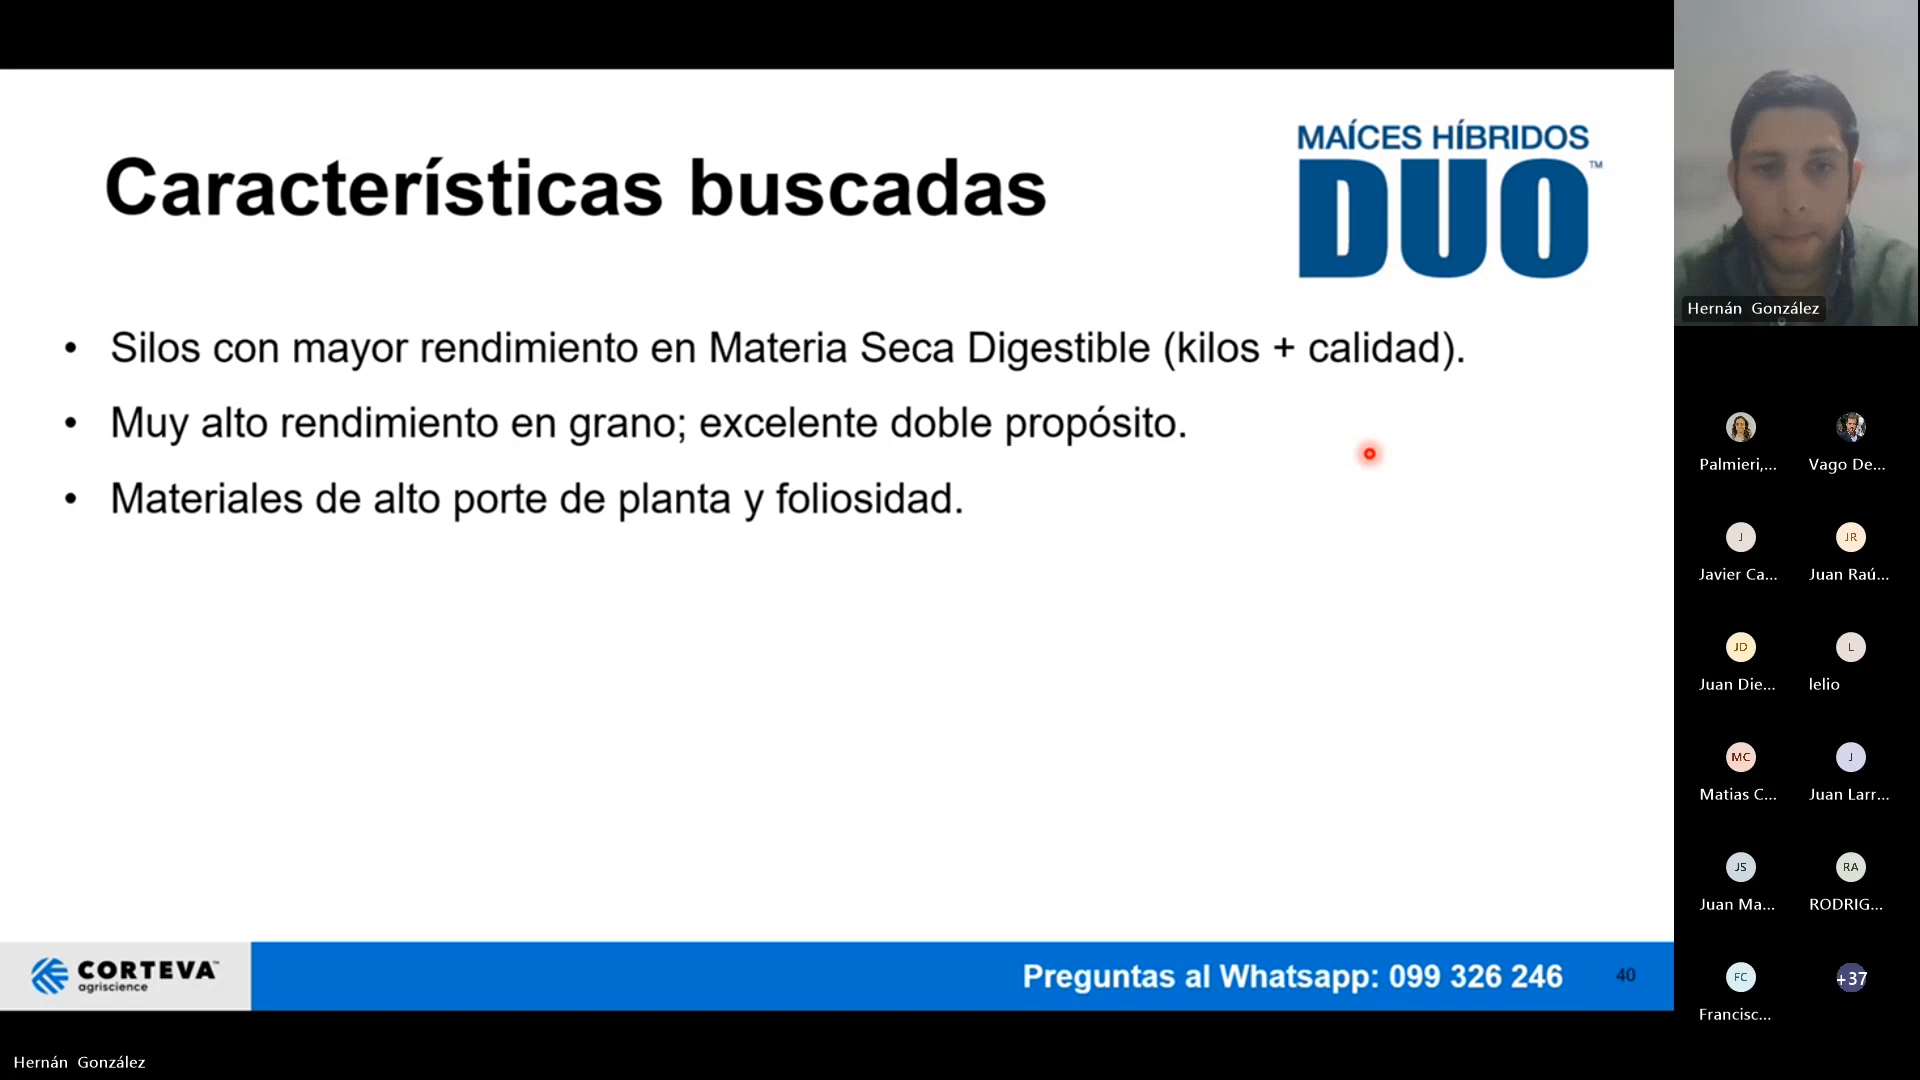 MAÍCES HÍBRIDOS
DUO™
Características buscadas
• Silos con mayor rendimiento en Materia Seca Digestible (kilos + calidad).
• Muy alto rendimiento en grano; excelente doble propósito.
• Materiales de alto porte de planta y foliosidad.
CORTEVA™
agriscience
Preguntas al Whatsapp: 099 326 246
40
Hernán González
Hernán González
Palmieri,...
Vago De...
J
JR
Javier Ca...
Juan Raú...
JD
L
Juan Die...
lelio
MC
J
Matias C...
Juan Larr...
JS
RA
Juan Ma...
RODRIG...
FC
+37
Francisc...